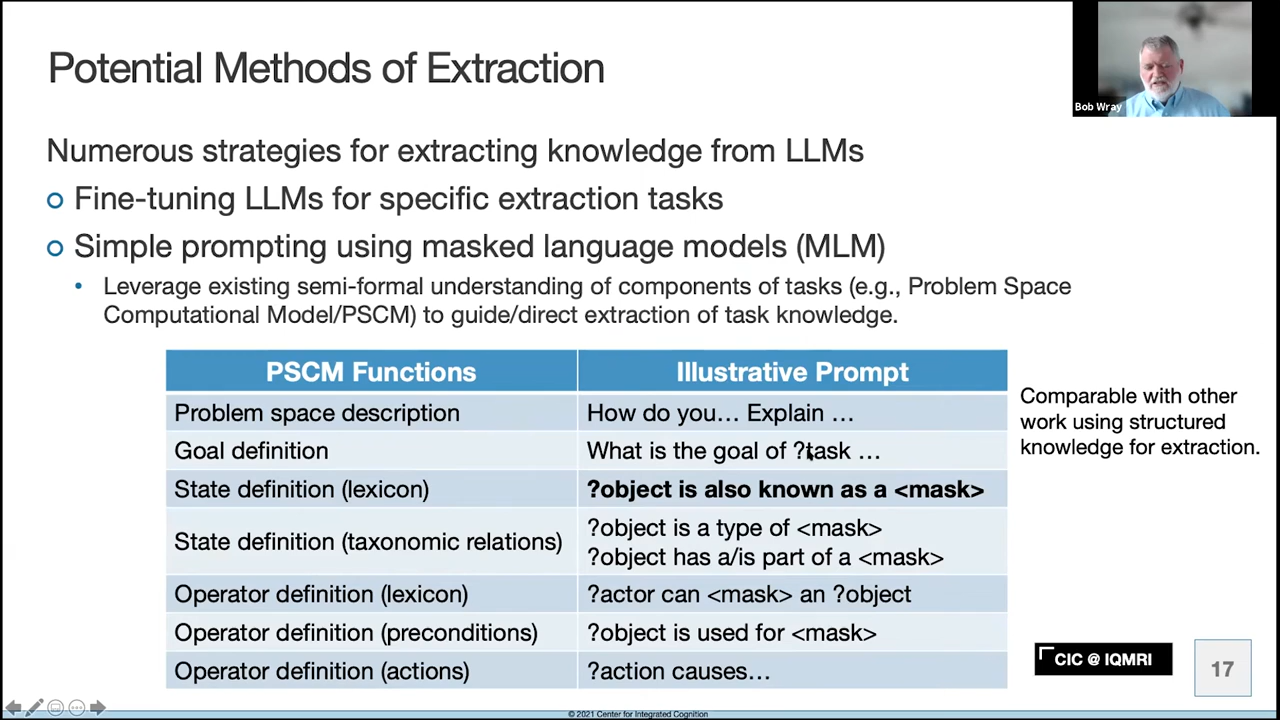 Potential Methods of Extraction
Bob Wray
Numerous strategies for extracting knowledge from LLMs
Fine-tuning LLMs for specific extraction tasks
Simple prompting using masked language models (MLM)
Leverage existing semi-formal understanding of components of tasks (e.g., Problem Space
Computational Model/PSCM) to guide/direct extraction of task knowledge.
PSCM Functions Illustrative Prompt
Problem space description How do you… Explain …
Goal definition What is the goal of ?task …
State definition (lexicon) ?object is also known as a <mask>
State definition (taxonomic relations) ?object is a type of <mask>
?object has a/is part of a <mask>
Operator definition (lexicon) ?actor can <mask> an ?object
Operator definition (preconditions) ?object is used for <mask>
Operator definition (actions) ?action causes…
Comparable with other
work using structured
knowledge for extraction.
CIC @ IQMRI
17
© 2021 Center for Integrated Cognition